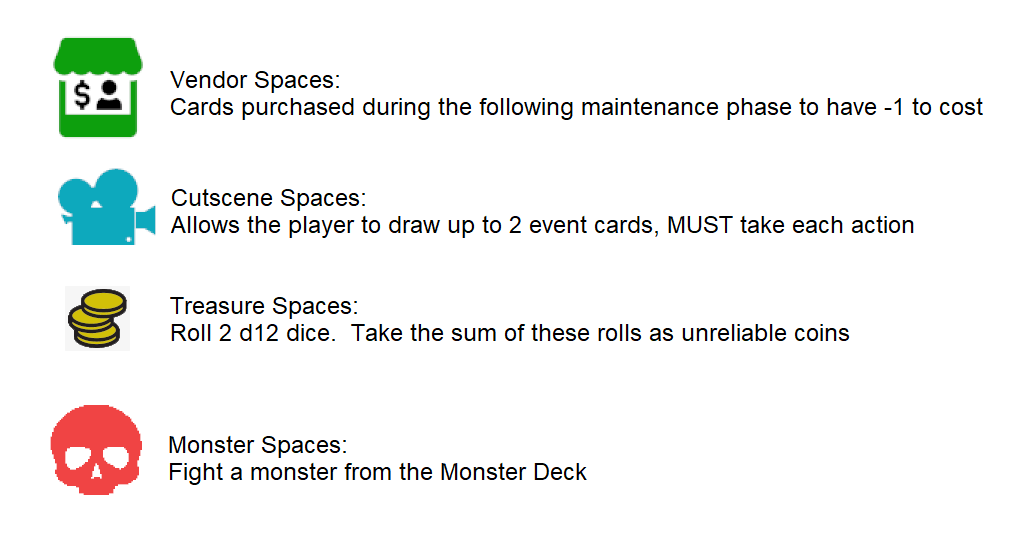 $
Vendor Spaces:
Cards purchased during the following maintenance phase to have -1 to cost
Cutscene Spaces:
Allows the player to draw up to 2 event cards, MUST take each action
Treasure Spaces:
Roll 2 d12 dice.  Take the sum of these rolls as unreliable coins
Monster Spaces:
Fight a monster from the Monster Deck